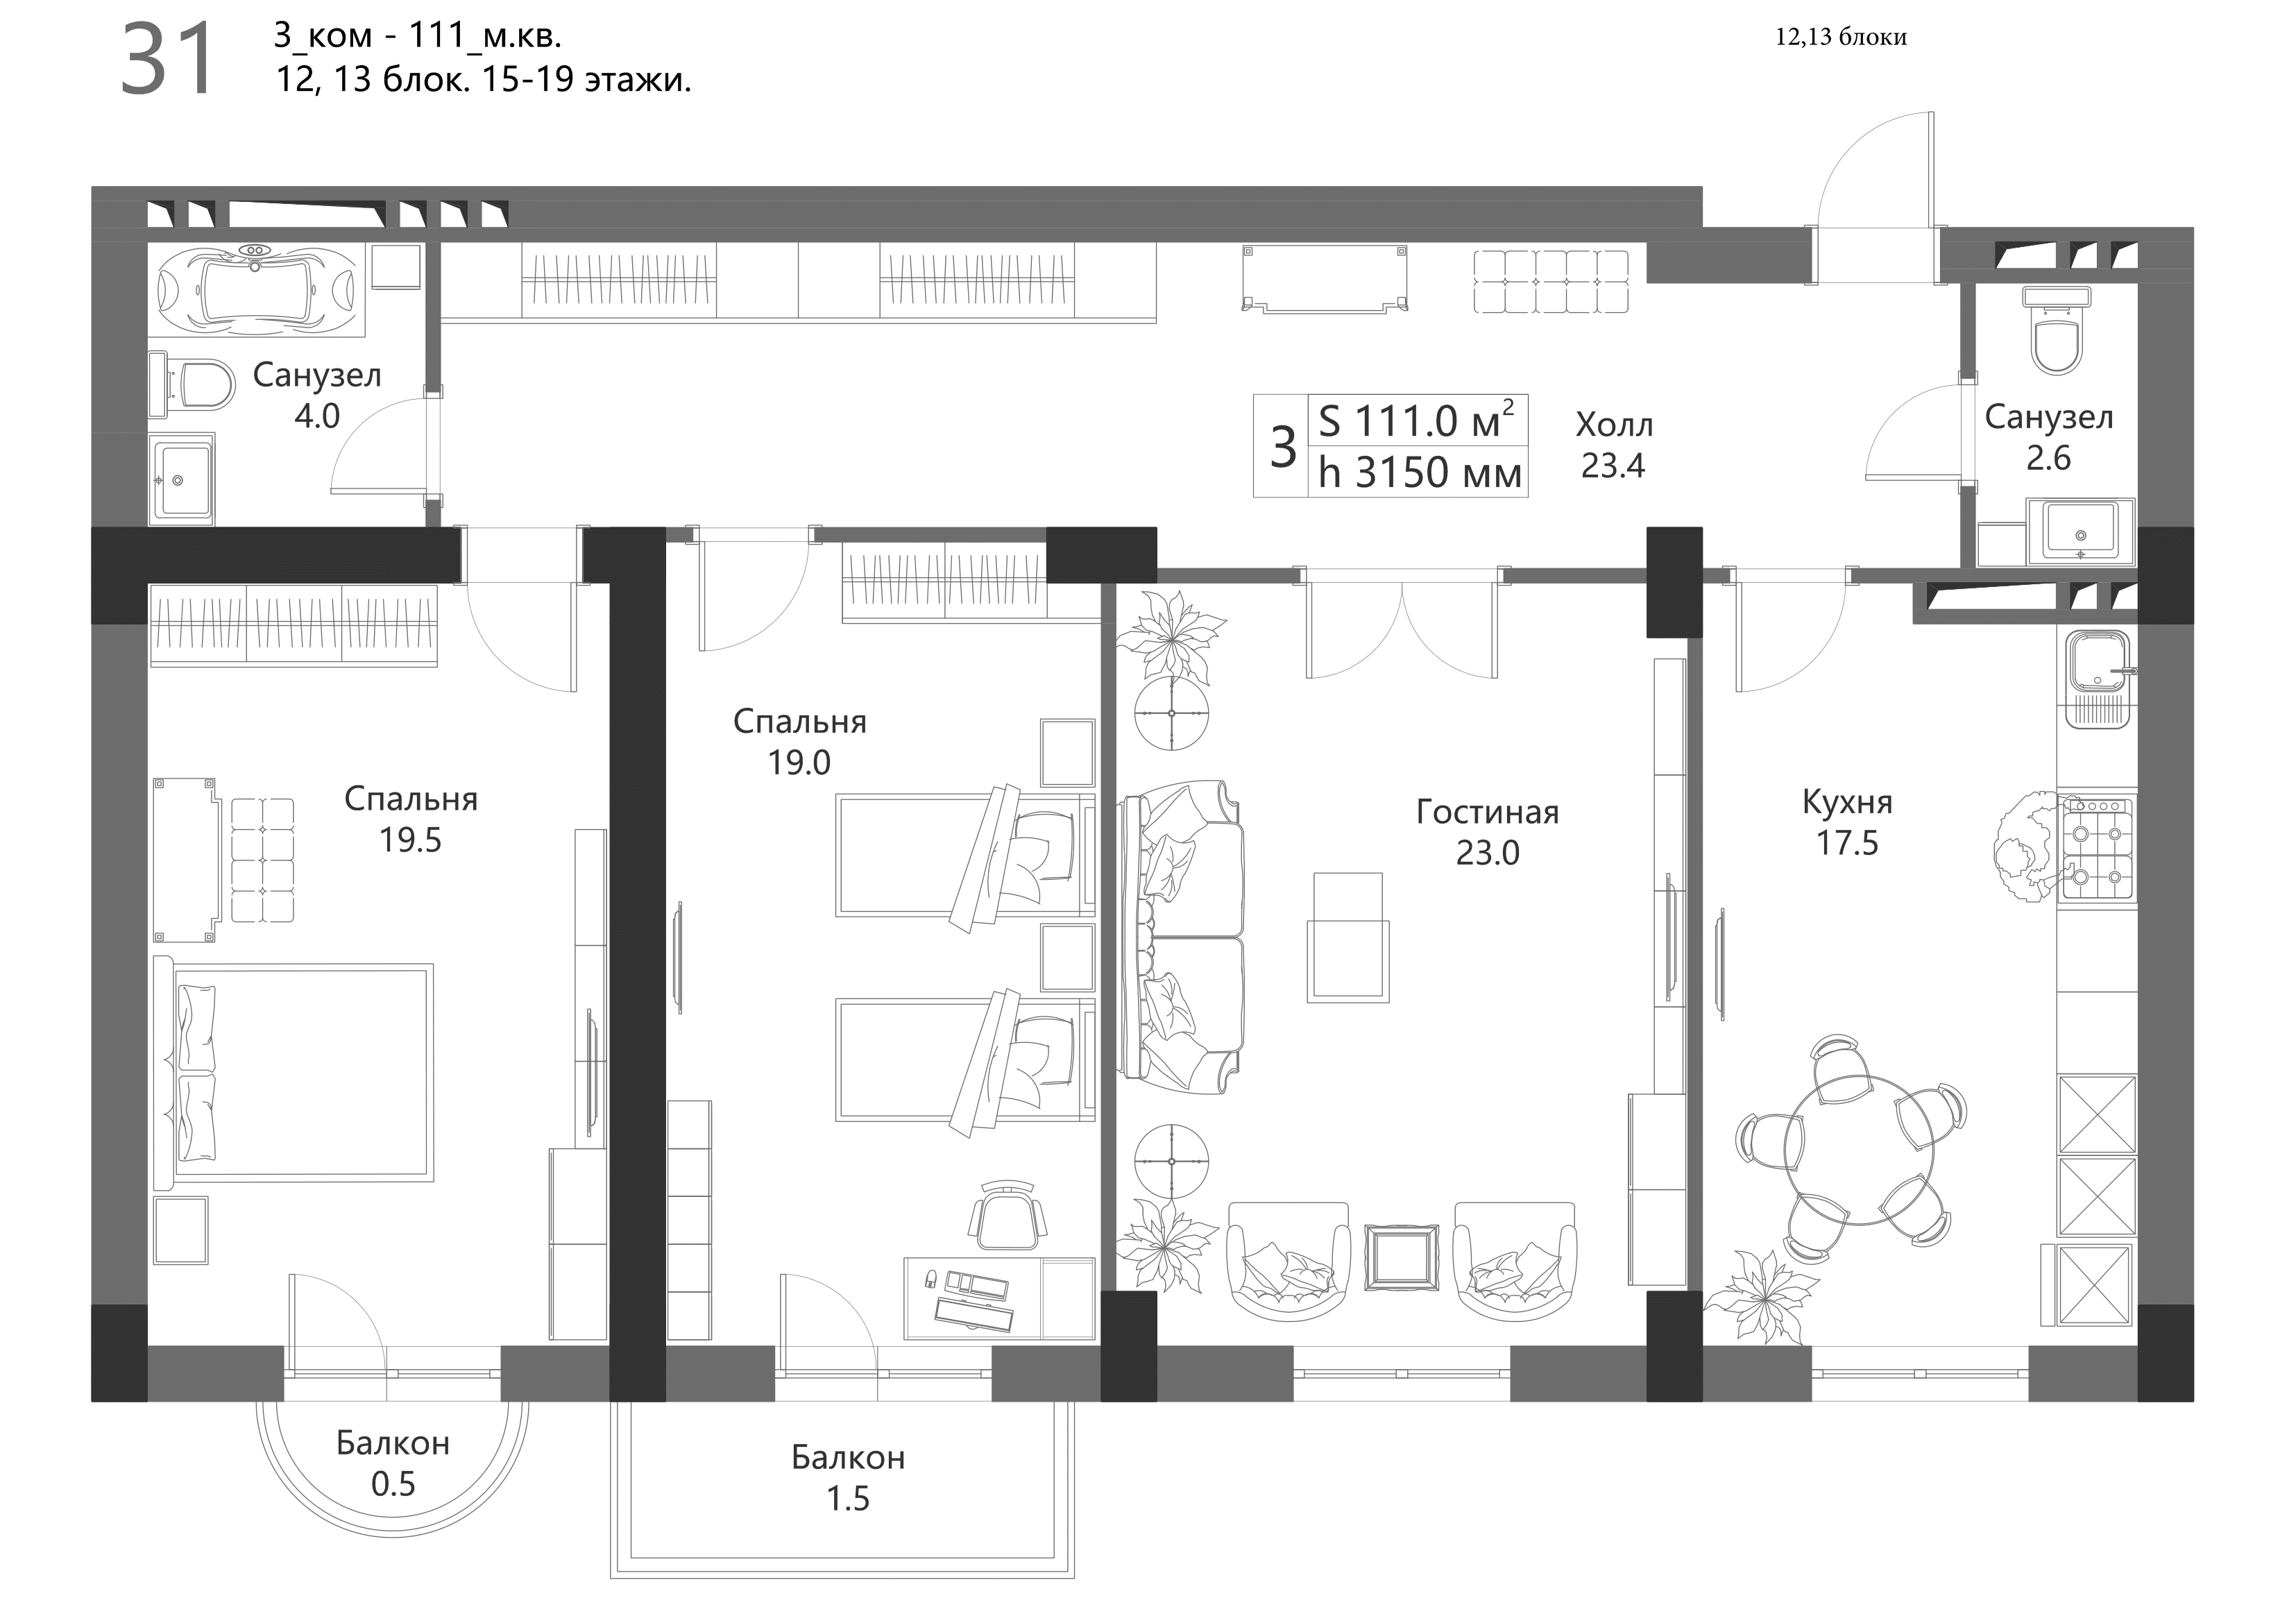 31
3_ком - 111_м.кв.
12, 13 блок. 15-19 этажи.
12,13 блоки
Санузел
4.0
3
S 111.0 м²
h 3150 мм
Холл
23.4
Санузел
2.6
Спальня
19.5
Спальня
19.0
Гостиная
23.0
Кухня
17.5
Балкон
0.5
Балкон
1.5